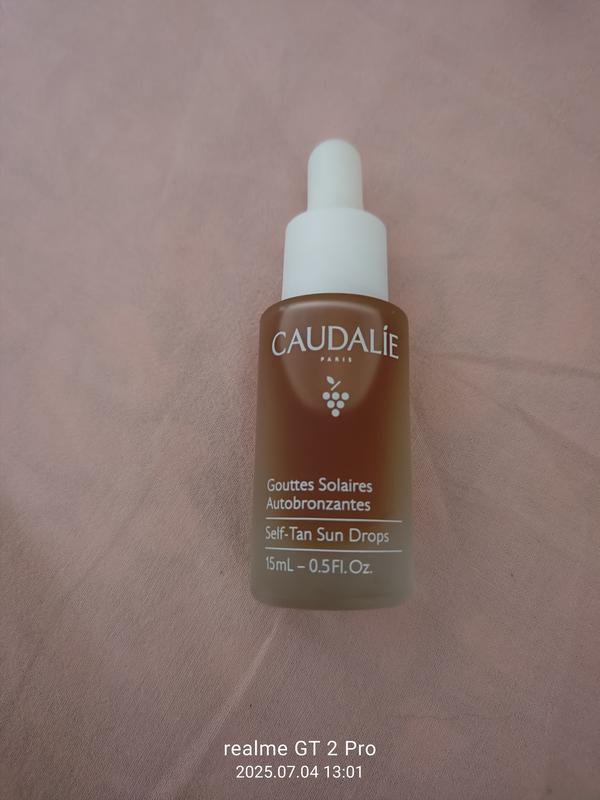 CAUDALÍE
PARIS
Gouttes Solaires
Autobronzantes
Self-Tan Sun Drops
15mL – 0.5Fl.Oz.
realme GT 2 Pro
2025.07.04 13:01